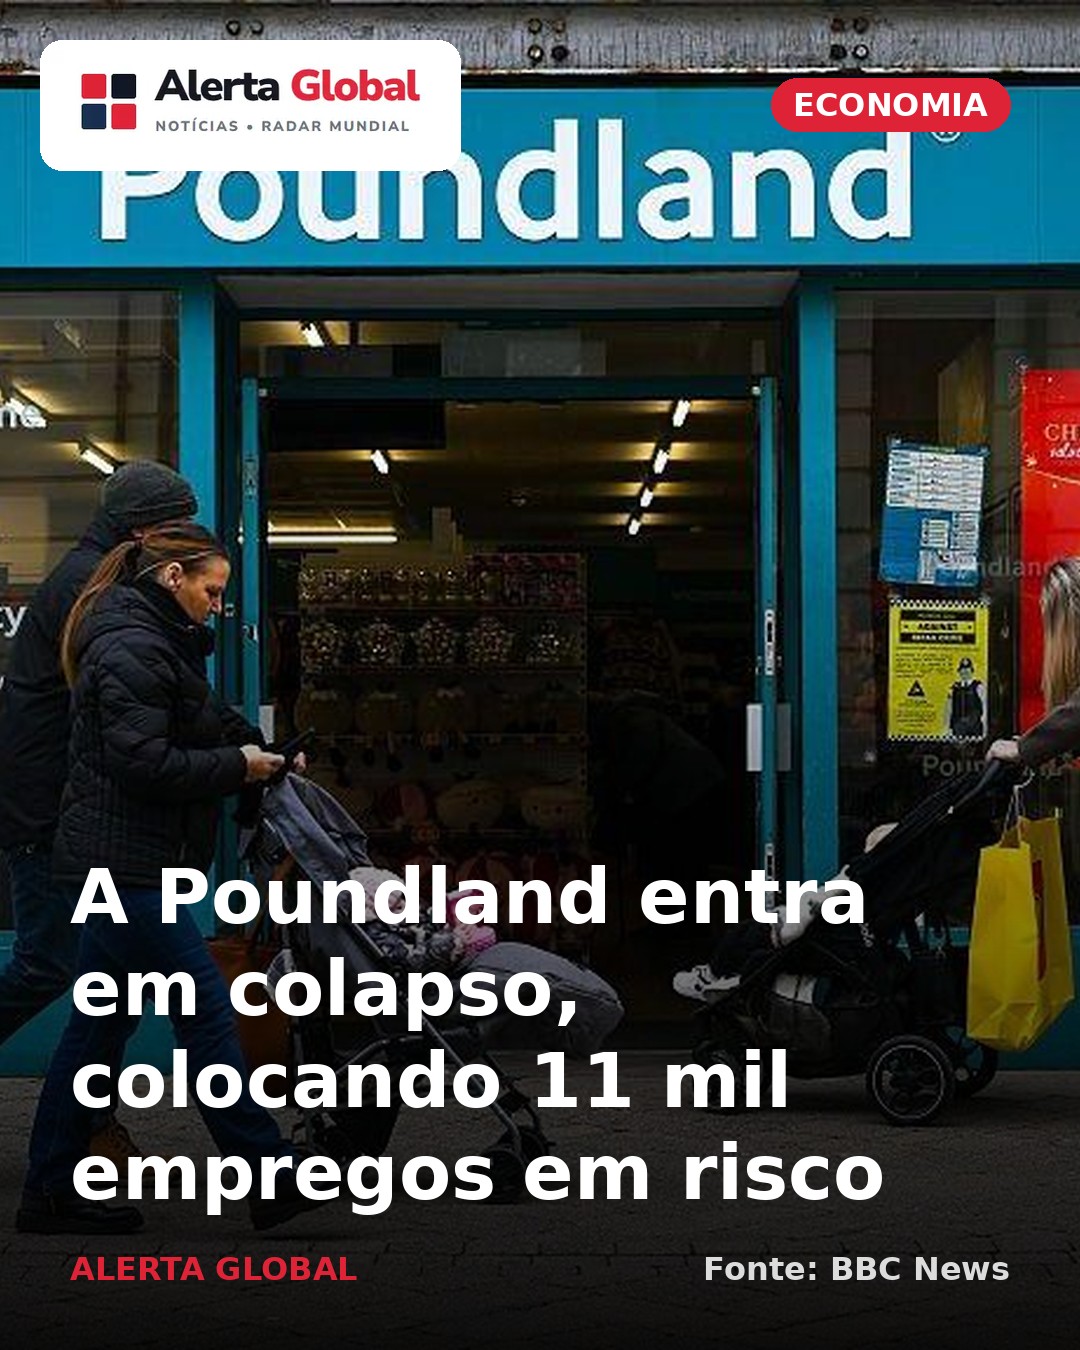 Alerta Global
NOTÍCIAS • RADAR MUNDIAL
ECONOMIA
Poundland
AGAINST
A Poundland entra
em colapso,
colocando 11 mil
empregos em risco
ALERTA GLOBAL
Fonte: BBC News